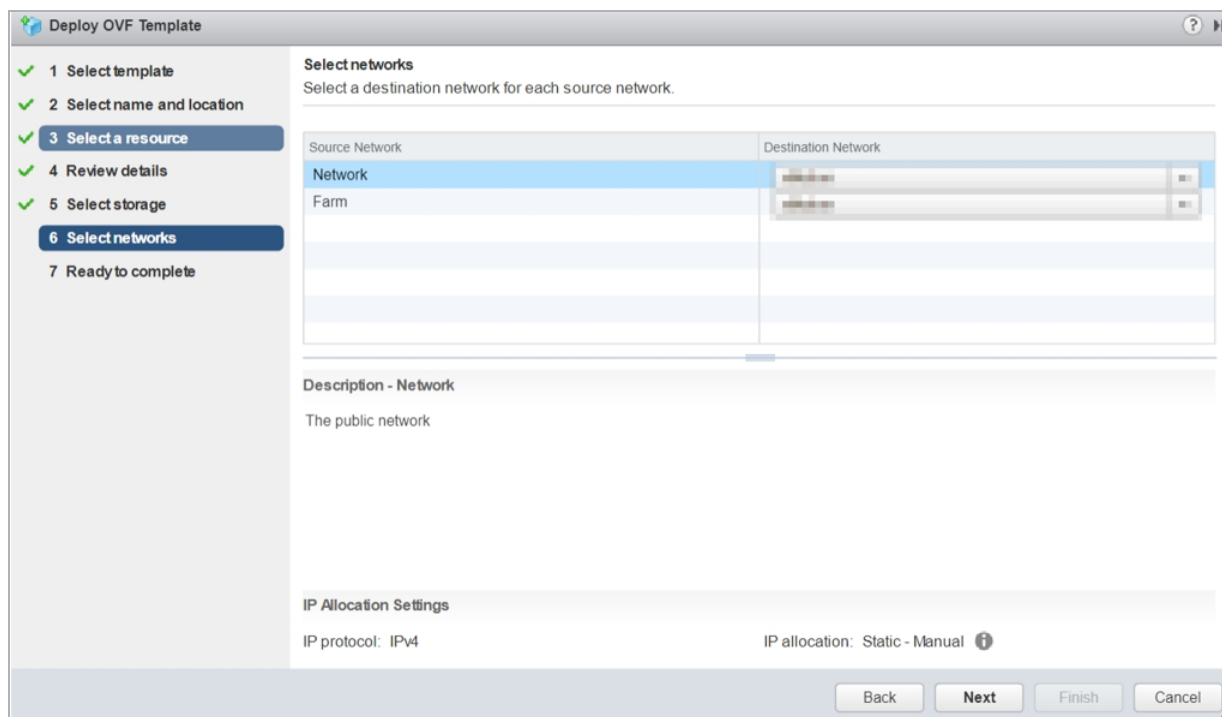 Deploy OVF Template
1 Select template
2 Select name and location
3 Select a resource
4 Review details
5 Select storage
6 Select networks
7 Ready to complete
Select networks
Select a destination network for each source network.
Source Network Destination Network
Network
Farm
Description - Network
The public network
IP Allocation Settings
IP protocol: IPv4 IP allocation: Static - Manual
Back Next Finish Cancel